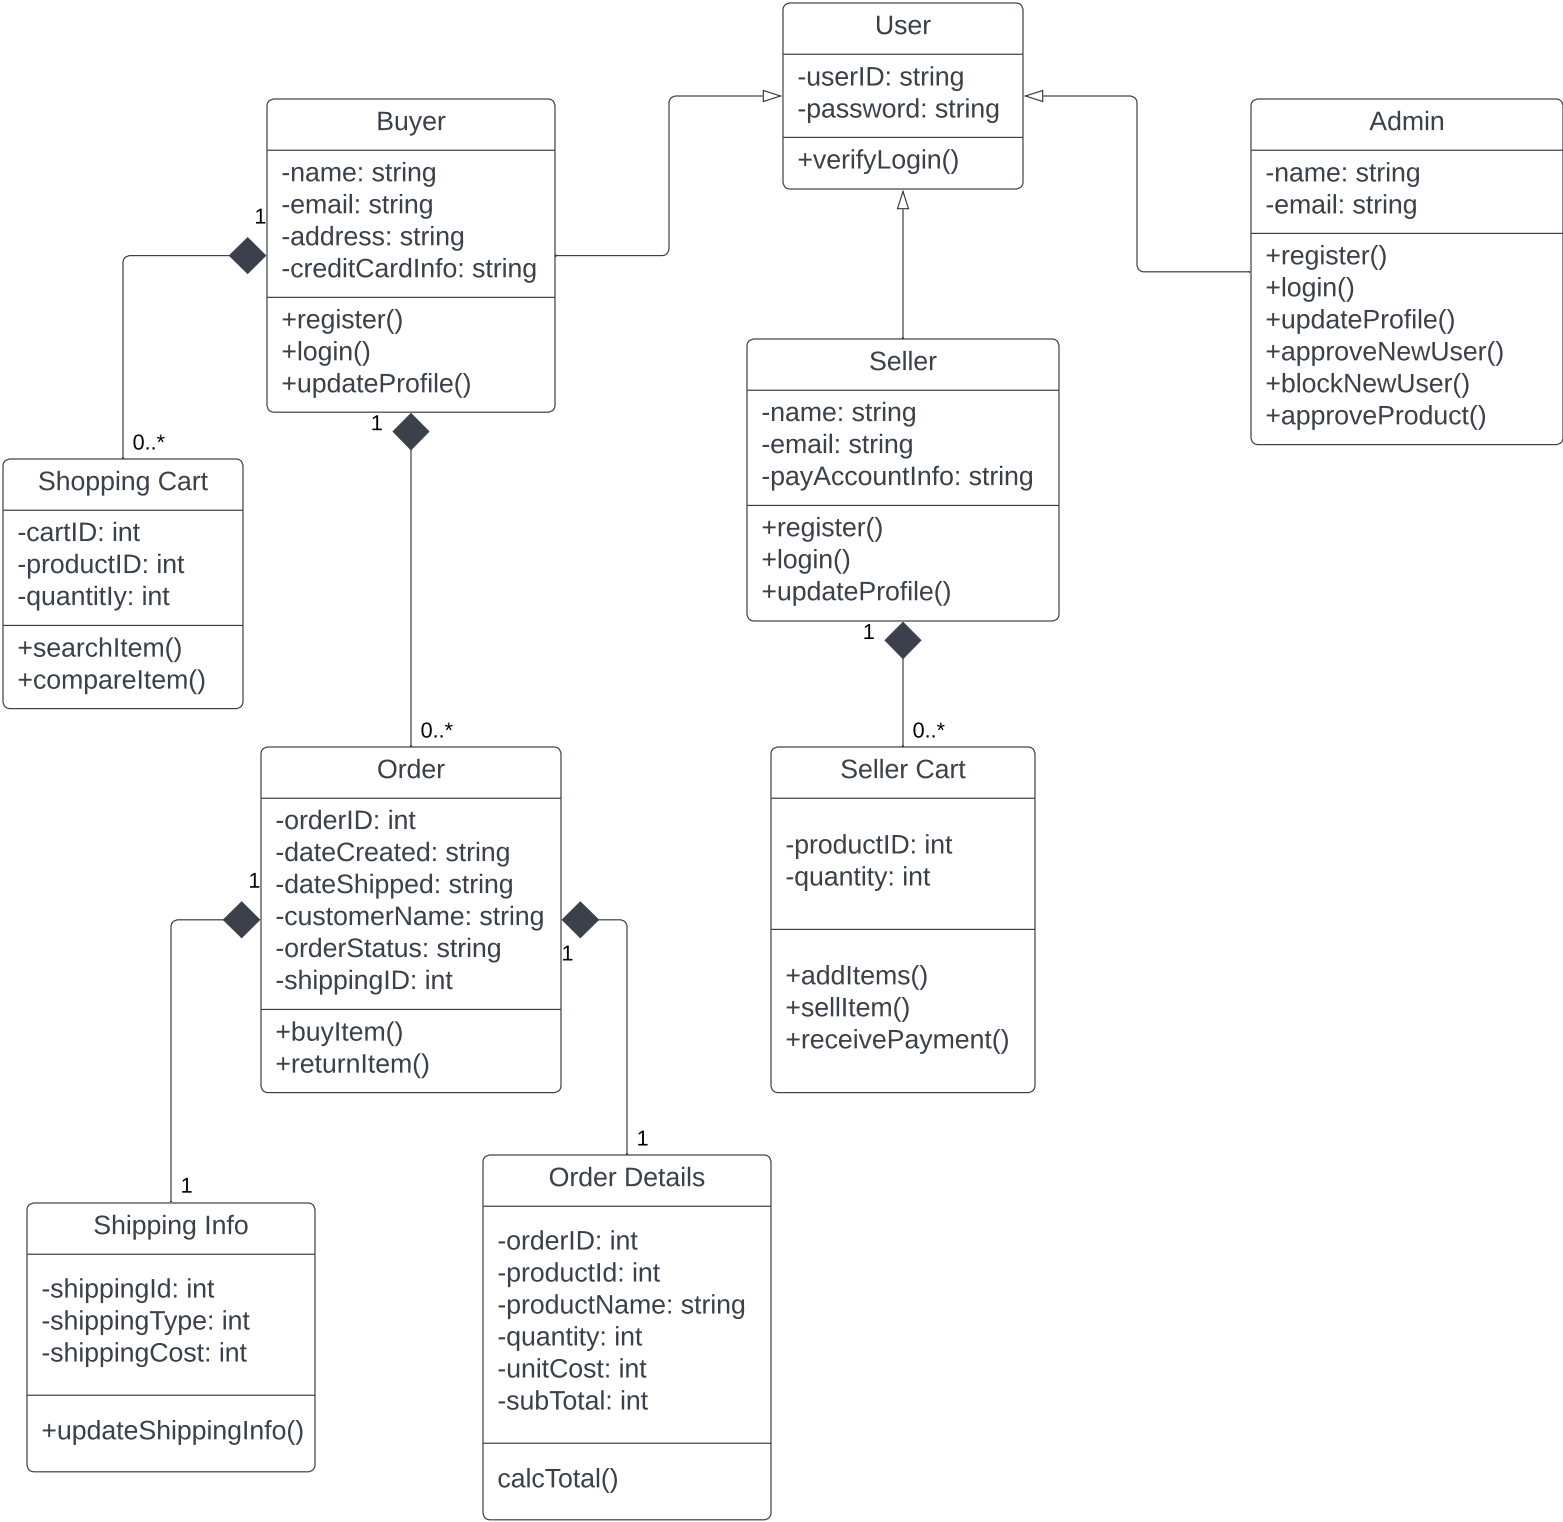 User
-userID: string
-password: string
+verifyLogin()
Buyer
-name: string
-email: string
-address: string
-creditCardInfo: string
+register()
+login()
+updateProfile()
Admin
-name: string
-email: string
+register()
+login()
+updateProfile()
+approveNewUser()
+blockNewUser()
+approveProduct()
1
0..*
1
Seller
-name: string
-email: string
-payAccountInfo: string
+register()
+login()
+updateProfile()
Shopping Cart
-cartID: int
-productID: int
-quantitIy: int
+searchItem()
+compareItem()
1
0..*
0..*
Order
-orderID: int
-dateCreated: string
-dateShipped: string
-customerName: string
-orderStatus: string
-shippingID: int
+buyItem()
+returnItem()
Seller Cart
-productID: int
-quantity: int
+addItems()
+sellItem()
+receivePayment()
1
1
1
1
Shipping Info
-shippingId: int
-shippingType: int
-shippingCost: int
+updateShippingInfo()
Order Details
-orderID: int
-productId: int
-productName: string
-quantity: int
-unitCost: int
-subTotal: int
calcTotal()